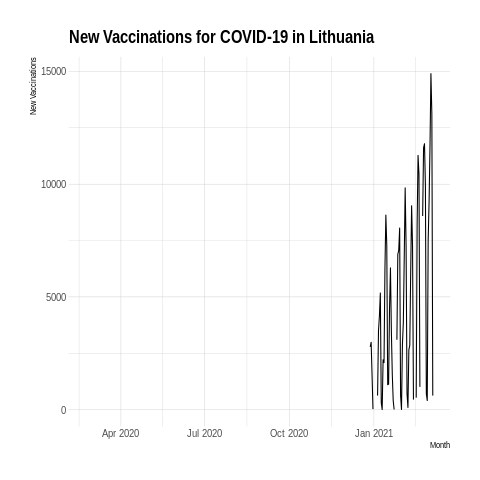 New Vaccinations for COVID-19 in Lithuania
New Vaccinations
15000
10000
5000
0
Apr 2020
Jul 2020
Oct 2020
Jan 2021
Month